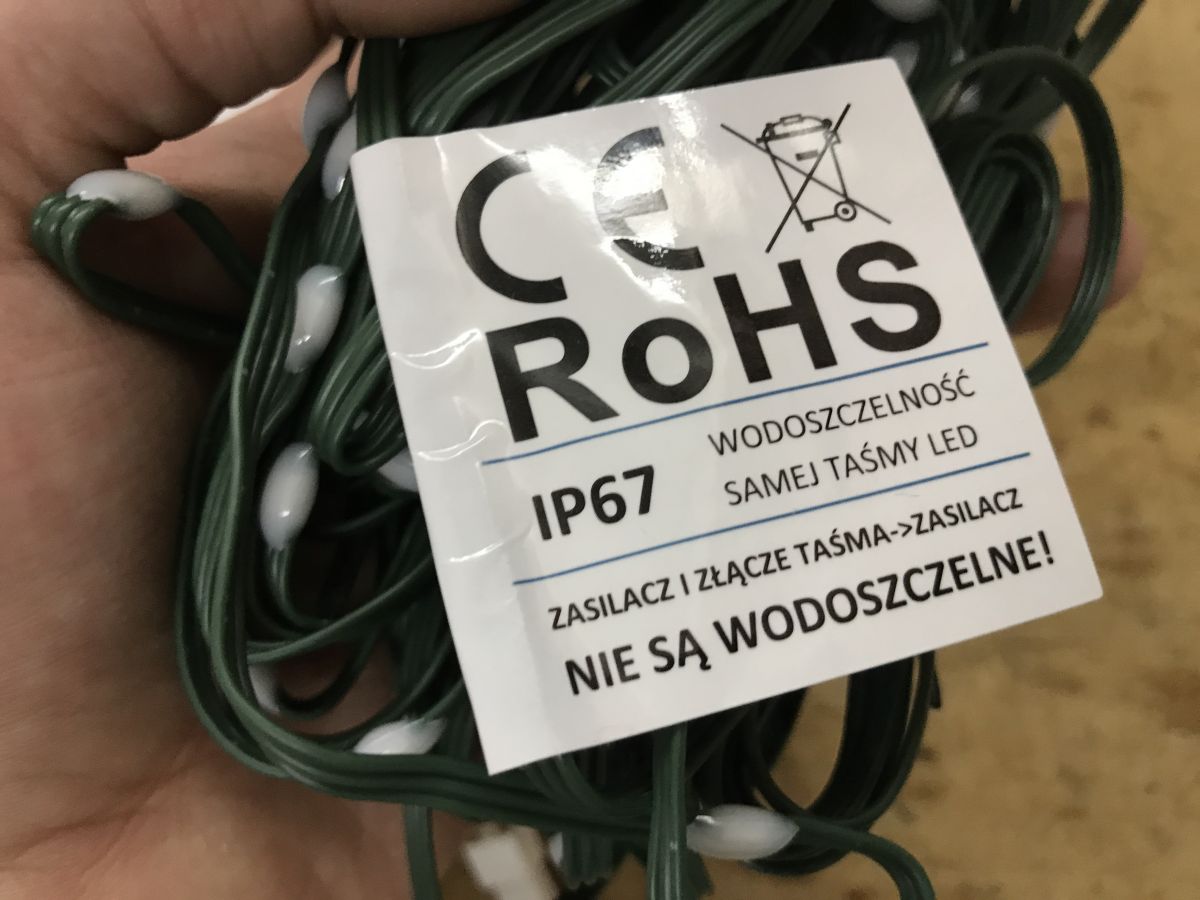 CE
RoHS
IP67
WODOSZCZELNOŚĆ
SAMEJ TAŚMY LED
ZASILACZ I ZŁĄCZE TAŚMA->ZASILACZ
NIE SĄ WODOSZCZELNE!